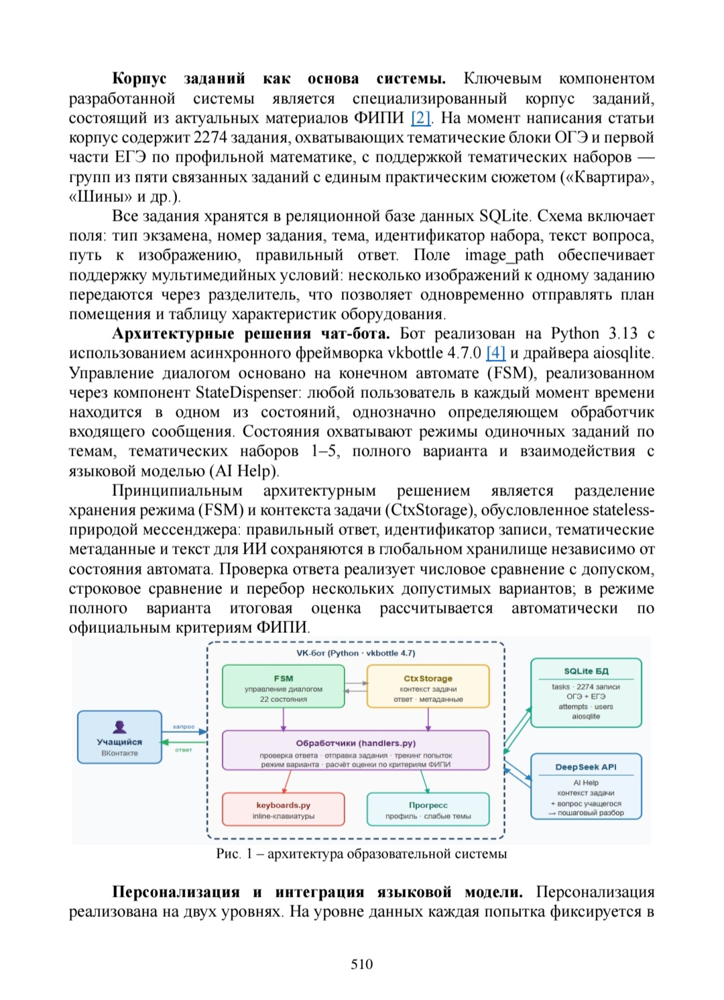 Корпус заданий как основа системы. Ключевым компонентом
разработанной системы является специализированный корпус заданий,
состоящий из актуальных материалов ФИПИ [2]. На момент написания статьи
корпус содержит 2274 задания, охватывающих тематические блоки ОГЭ и первой
части ЕГЭ по профильной математике, с поддержкой тематических наборов —
групп из пяти связанных заданий с единым практическим сюжетом («Квартира»,
«Шины» и др.).
Все задания хранятся в реляционной базе данных SQLite. Схема включает
поля: тип экзамена, номер задания, тема, идентификатор набора, текст вопроса,
путь к изображению, правильный ответ. Поле image_path обеспечивает
поддержку мультимедийных условий: несколько изображений к одному заданию
передаются через разделитель, что позволяет одновременно отправлять план
помещения и таблицу характеристик оборудования.
Архитектурные решения чат-бота. Бот реализован на Python 3.13 с
использованием асинхронного фреймворка vkbottle 4.7.0 [4] и драйвера aiosqlite.
Управление диалогом основано на конечном автомате (FSM), реализованном
через компонент StateDispenser: любой пользователь в каждый момент времени
находится в одном из состояний, однозначно определяющем обработчик
входящего сообщения. Состояния охватывают режимы одиночных заданий по
темам, тематических наборов 1–5, полного варианта и взаимодействия с
языковой моделью (AI Help).
Принципиальным архитектурным решением является разделение
хранения режима (FSM) и контекста задачи (CtxStorage), обусловленное stateless-
природой мессенджера: правильный ответ, идентификатор записи, тематические
метаданные и текст для ИИ сохраняются в глобальном хранилище независимо от
состояния автомата. Проверка ответа реализует числовое сравнение с допуском,
строковое сравнение и перебор нескольких допустимых вариантов; в режиме
полного варианта итоговая оценка рассчитывается автоматически по
официальным критериям ФИПИ.
VK-бот (Python · vkbottle 4.7)
FSM
управление диалогом
22 состояния
CtxStorage
контекст задачи
ответ · метаданные
SQLite БД
tasks · 2274 записи
ОГЭ + ЕГЭ
attempts · users
aiosqlite
Учащийся
ВКонтакте
запрос
ответ
Обработчики (handlers.py)
проверка ответа · отправка задания · трекинг попыток
режим варианта · расчёт оценки по критериям ФИПИ
DeepSeek API
AI Help
контекст задачи
+ вопрос учащегося
→ пошаговый разбор
keyboards.py
inline-клавиатуры
Прогресс
профиль · слабые темы
Рис. 1 – архитектура образовательной системы
Персонализация и интеграция языковой модели. Персонализация
реализована на двух уровнях. На уровне данных каждая попытка фиксируется в
510